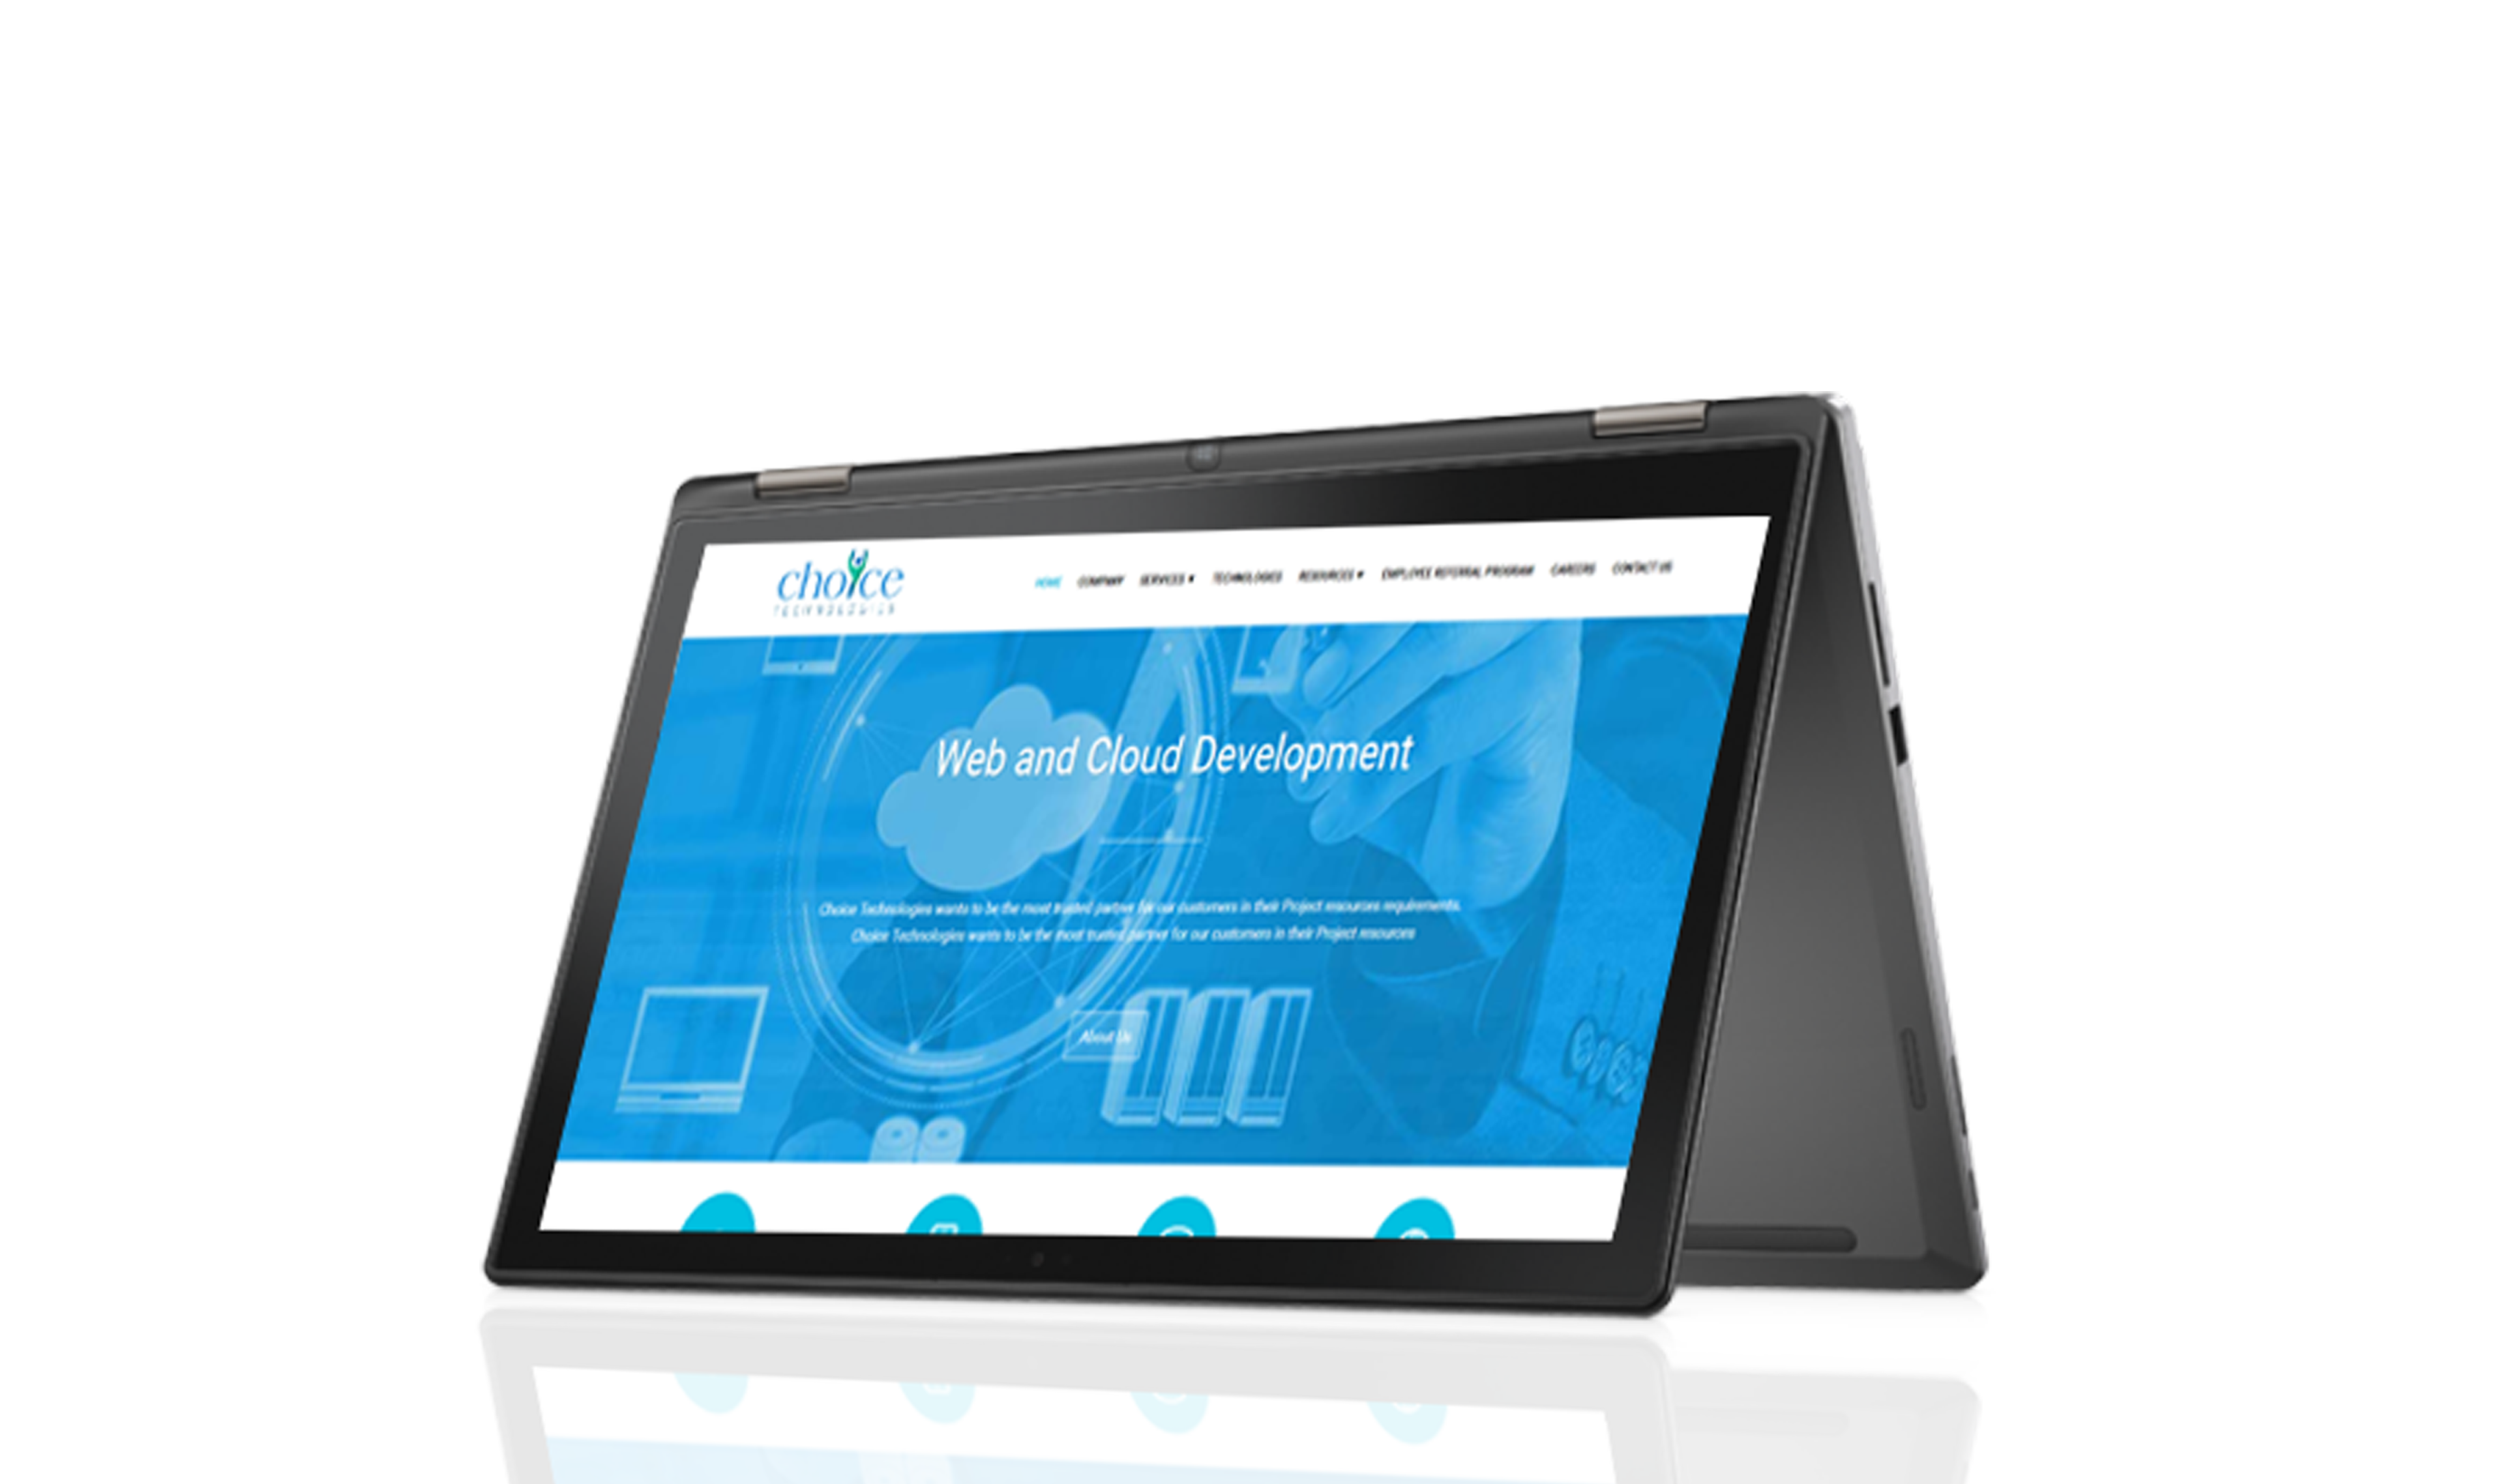 choice
TECHNOLOGIES
HOME COMPANY SERVICES ▾ TECHNOLOGIES RESOURCES ▾ EMPLOYEE REFERRAL PROGRAM CAREERS CONTACT US
Web and Cloud Development
Choice Technologies wants to be the most trusted partner for our customers in their Project resources requirements.
Choice Technologies wants to be the most trusted partner for our customers in their Project resources
About Us